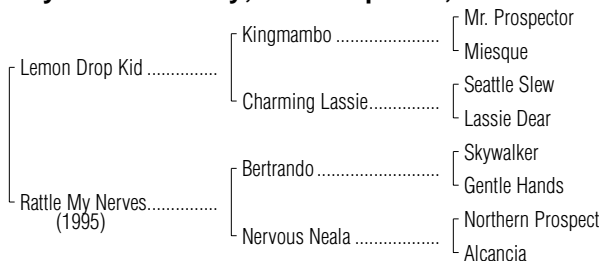 Mr. Prospector
Kingmambo ..................
Miesque
Lemon Drop Kid ...............
Seattle Slew
Charming Lassie................
Lassie Dear
Skywalker
Bertrando ..........................
Gentle Hands
Rattle My Nerves...............
(1995)
Northern Prospect
Nervous Neala ..................
Alcancia